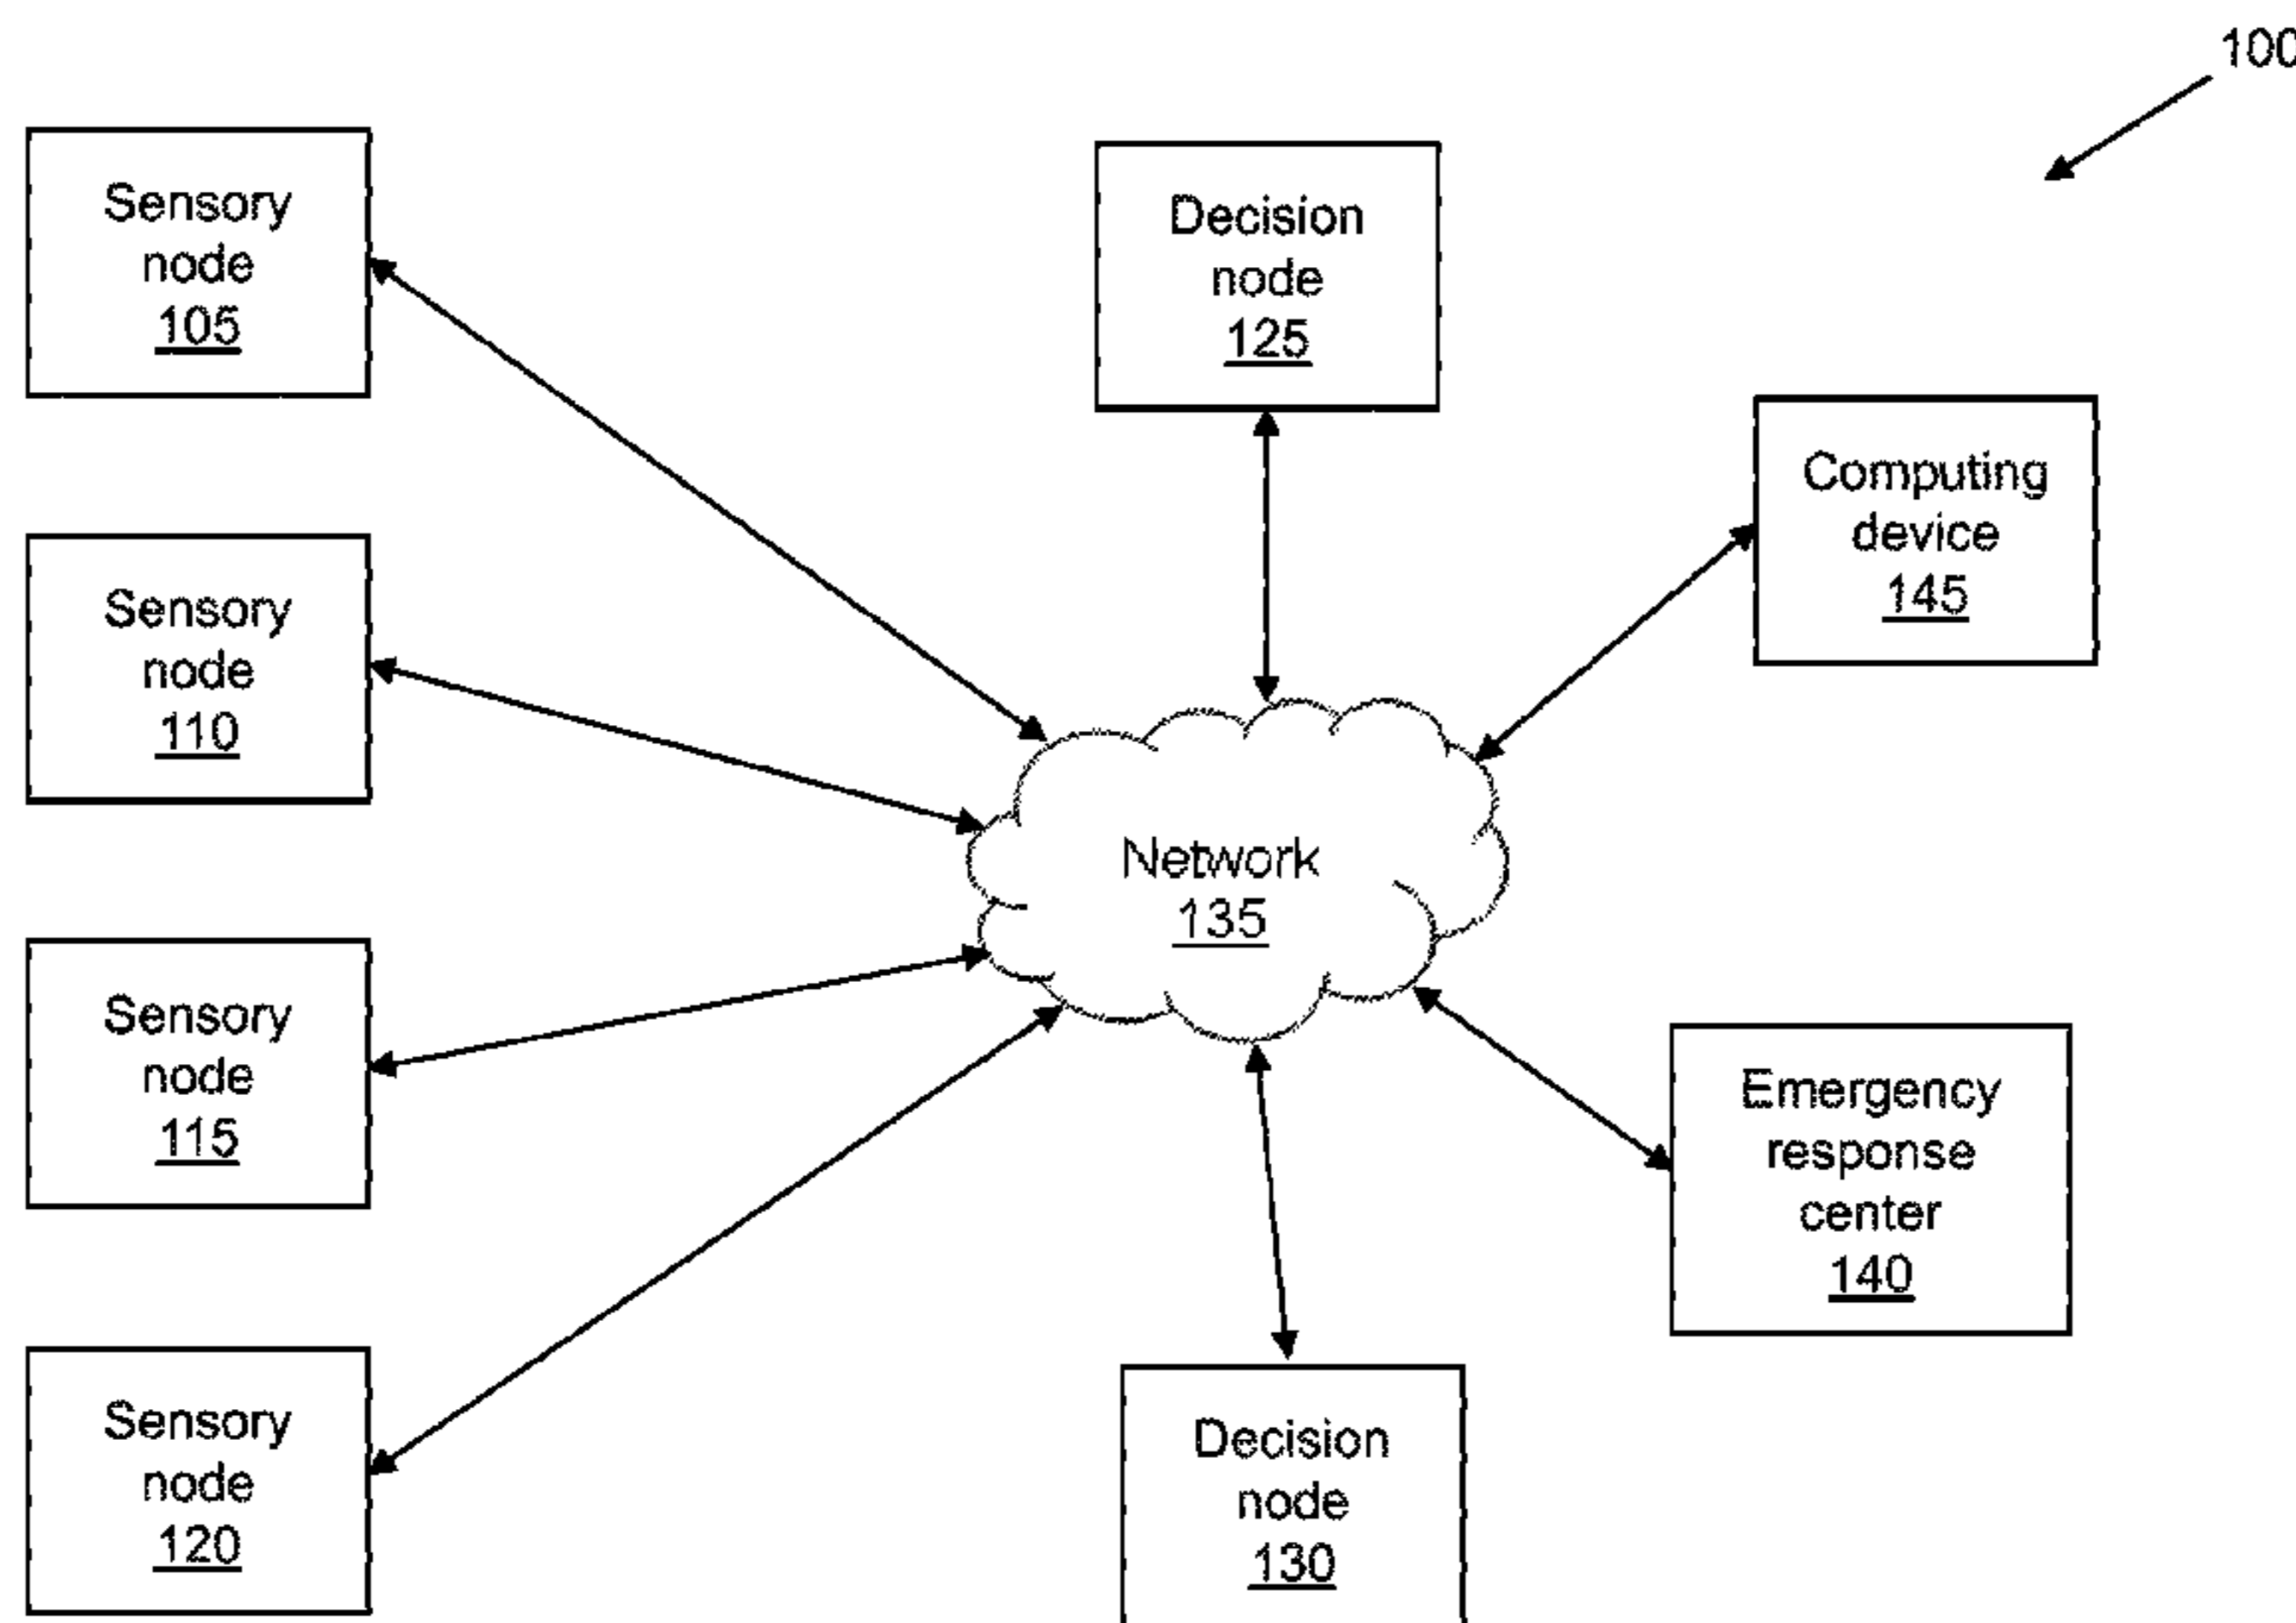 100
Sensory
node
105
Decision
node
125
Computing
device
145
Sensory
node
110
Network
135
Sensory
node
115
Emergency
response
center
140
Sensory
node
120
Decision
node
130